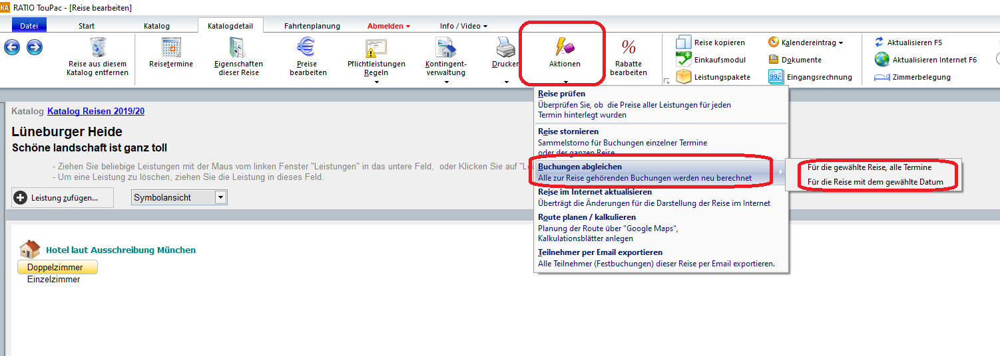 KA RATIO TouPac - [Reise bearbeiten]
Datei Start Katalog Katalogdetail Fahrtenplanung Abmelden Info / Video
Reise aus diesem
Katalog entfernen
Reisetermine
Eigenschaften
dieser Reise
Preise
bearbeiten
Pflichtleistungen
Regeln
Kontingent-
verwaltung
Drucken
Aktionen
%
Rabatte
bearbeiten
Reise kopieren
Einkaufsmodul
Leistungspakete
Kalendereintrag
Dokumente
99.- Eingangsrechnung
Aktualisieren F5
Aktualisieren Internet F6
Zimmerbelegung
Katalog Katalog Reisen 2019/20
Lüneburger Heide
Schöne landschaft ist ganz toll
- Ziehen Sie beliebige Leistungen mit der Maus vom linken Fenster "Leistungen" in das untere Feld, oder Klicken Sie auf
- Um eine Leistung zu löschen, ziehen Sie die Leistung in dieses Feld.
Leistung zufügen...
Symbolansicht
Hotel laut Ausschreibung München
Doppelzimmer
Einzelzimmer
Reise prüfen
Überprüfen Sie, ob die Preise aller Leistungen für jeden
Termin hinterlegt wurden
Reise stornieren
Sammelstorno für Buchungen einzelner Termine
oder der ganzen Reise
Buchungen abgleichen
Alle zur Reise gehörenden Buchungen werden neu berechnet
Reise im Internet aktualisieren
Überträgt die Änderungen für die Darstellung der Reise im Internet
Route planen / kalkulieren
Planung der Route über "Google Maps",
Kalkulationsblätter anlegen
Teilnehmer per Email exportieren
Alle Teilnehmer (Festbuchungen) dieser Reise per Email exportieren.
Für die gewählte Reise, alle Termine
Für die Reise mit dem gewählte Datum